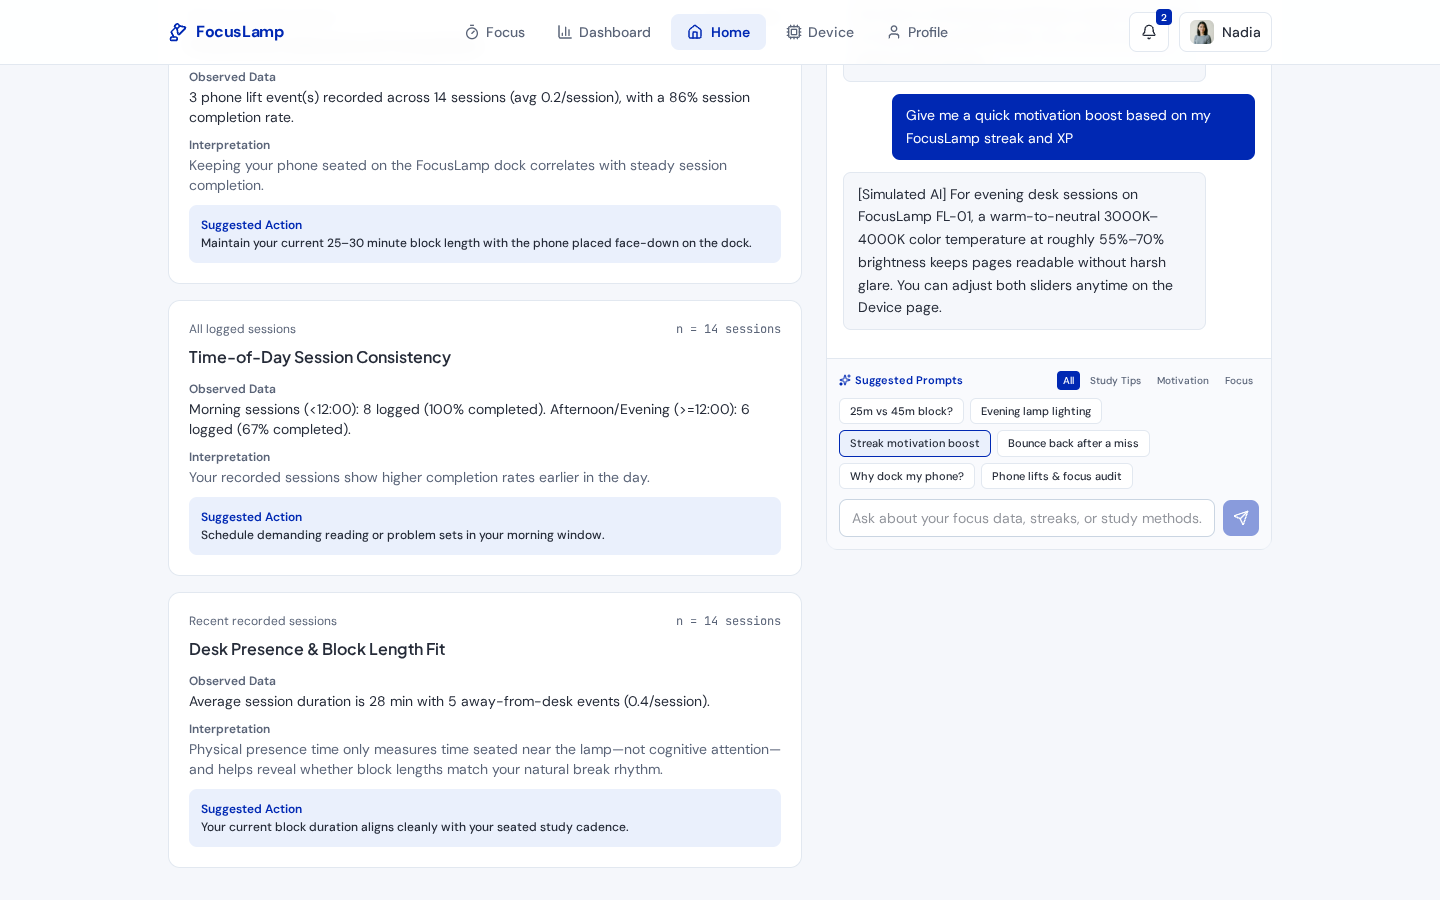 FocusLamp
Focus
Dashboard
Home
Device
Profile
2
Nadia
Observed Data
3 phone lift event(s) recorded across 14 sessions (avg 0.2/session), with a 86% session
completion rate.
Interpretation
Keeping your phone seated on the FocusLamp dock correlates with steady session
completion.
Suggested Action
Maintain your current 25–30 minute block length with the phone placed face-down on the dock.
All logged sessions
n = 14 sessions
Time-of-Day Session Consistency
Observed Data
Morning sessions (<12:00): 8 logged (100% completed). Afternoon/Evening (>=12:00): 6
logged (67% completed).
Interpretation
Your recorded sessions show higher completion rates earlier in the day.
Suggested Action
Schedule demanding reading or problem sets in your morning window.
Recent recorded sessions
n = 14 sessions
Desk Presence & Block Length Fit
Observed Data
Average session duration is 28 min with 5 away-from-desk events (0.4/session).
Interpretation
Physical presence time only measures time seated near the lamp—not cognitive attention—
and helps reveal whether block lengths match your natural break rhythm.
Suggested Action
Your current block duration aligns cleanly with your seated study cadence.
Give me a quick motivation boost based on my
FocusLamp streak and XP
[Simulated AI] For evening desk sessions on
FocusLamp FL-01, a warm-to-neutral 3000K–
4000K color temperature at roughly 55%–70%
brightness keeps pages readable without harsh
glare. You can adjust both sliders anytime on the
Device page.
Suggested Prompts
All
Study Tips
Motivation
Focus
25m vs 45m block?
Evening lamp lighting
Streak motivation boost
Bounce back after a miss
Why dock my phone?
Phone lifts & focus audit
Ask about your focus data, streaks, or study methods.